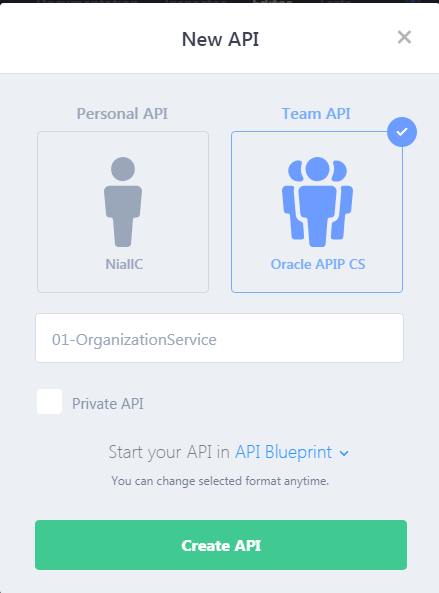 New API
Personal API
Team API
NiallC
Oracle APIP CS
01-OrganizationService
Private API
Start your API in API Blueprint
You can change selected format anytime.
Create API